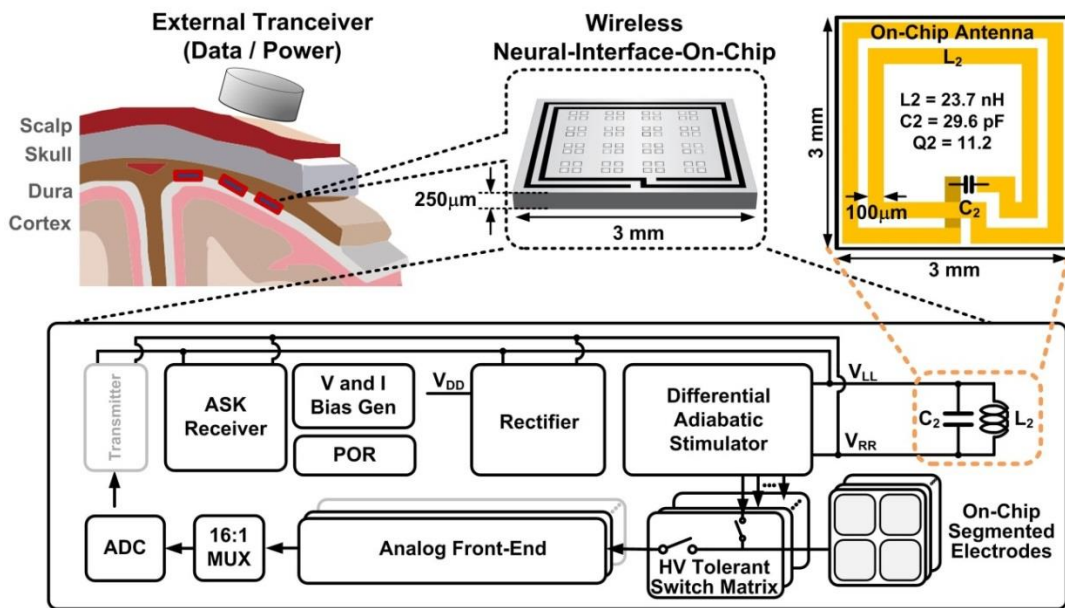 External Tranceiver
(Data / Power)
Scalp
Skull
Dura
Cortex
Wireless
Neural-Interface-On-Chip
250μm
3 mm
On-Chip Antenna
L2
L2 = 23.7 nH
C2 = 29.6 pF
Q2 = 11.2
3 mm
100μm
C2
3 mm
Transmitter
ASK
Receiver
V and I
Bias Gen
POR
VDD
Rectifier
Differential
Adiabatic
Stimulator
VLL
VRR
C2
L2
ADC
16:1
MUX
Analog Front-End
HV Tolerant
Switch Matrix
On-Chip
Segmented
Electrodes